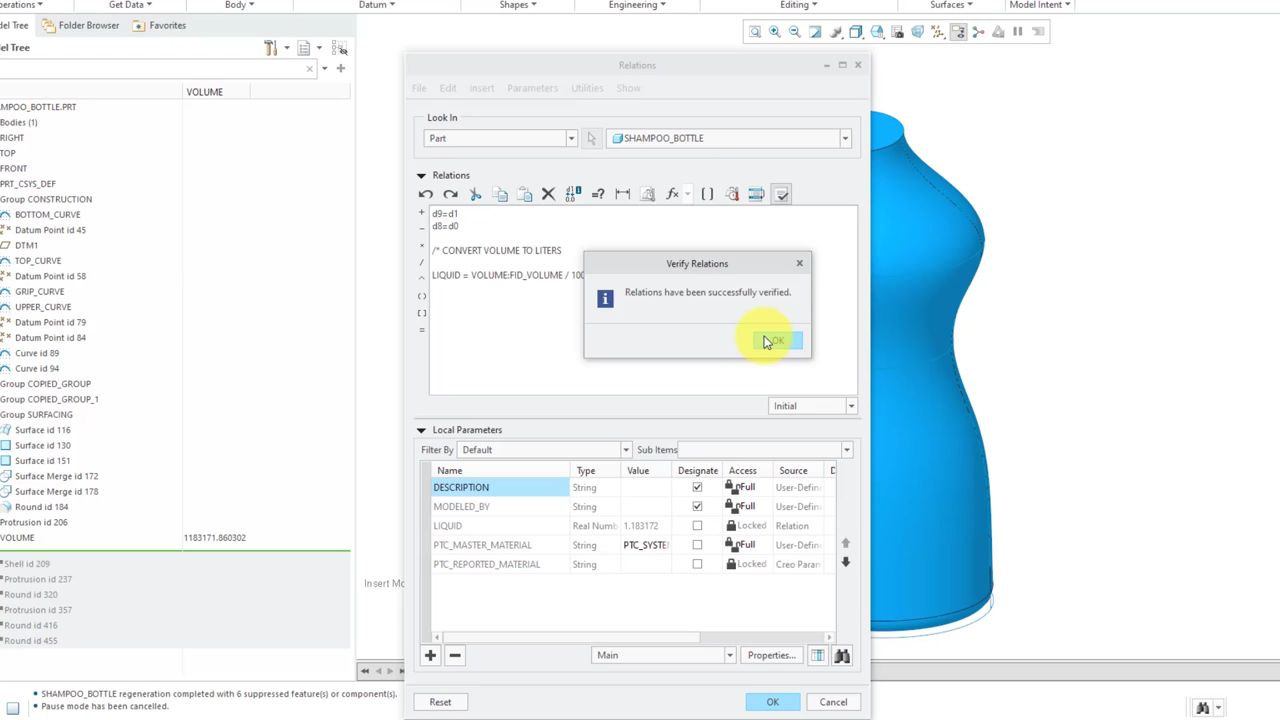 Get Data
Body
Datum
Shapes
Engineering
Editing
Surfaces
Model Intent
Folder Browser
Favorites
VOLUME
Bodies (1)
RIGHT
TOP
FRONT
PRT_CSYS_DEF
Group CONSTRUCTION
BOTTOM_CURVE
Datum Point id 45
DTM1
TOP_CURVE
Datum Point id 58
GRIP_CURVE
UPPER_CURVE
Datum Point id 79
Datum Point id 84
Curve id 89
Curve id 94
Group COPIED_GROUP
Group COPIED_GROUP_1
Group SURFACING
Surface id 116
Surface id 130
Surface id 151
Surface Merge id 172
Surface Merge id 178
Round id 184
Protrusion id 206
VOLUME 1183171.860302
Shell id 209
Protrusion id 237
Round id 320
Protrusion id 357
Round id 416
Round id 455
Relations
File Edit Insert Parameters Utilities Show
Look In
Part
SHAMPOO_BOTTLE
Relations
d9=d1
d8=d0
/* CONVERT VOLUME TO LITERS
LIQUID = VOLUME:FID_VOLUME / 100
Verify Relations
Relations have been successfully verified.
OK
Initial
Local Parameters
Filter By Default Sub Items
Name Type Value Designate Access Source D
DESCRIPTION String Full User-Defin
MODELED_BY String Full User-Defin
LIQUID Real Numb 1.183172 Locked Relation
PTC_MASTER_MATERIAL String PTC_SYSTE Full User-Defin
PTC_REPORTED_MATERIAL String Locked Creo Param
Main
Properties...
Reset
OK
Cancel
• SHAMPOO_BOTTLE regeneration completed with 6 suppressed feature(s) or component(s).
• Pause mode has been cancelled.